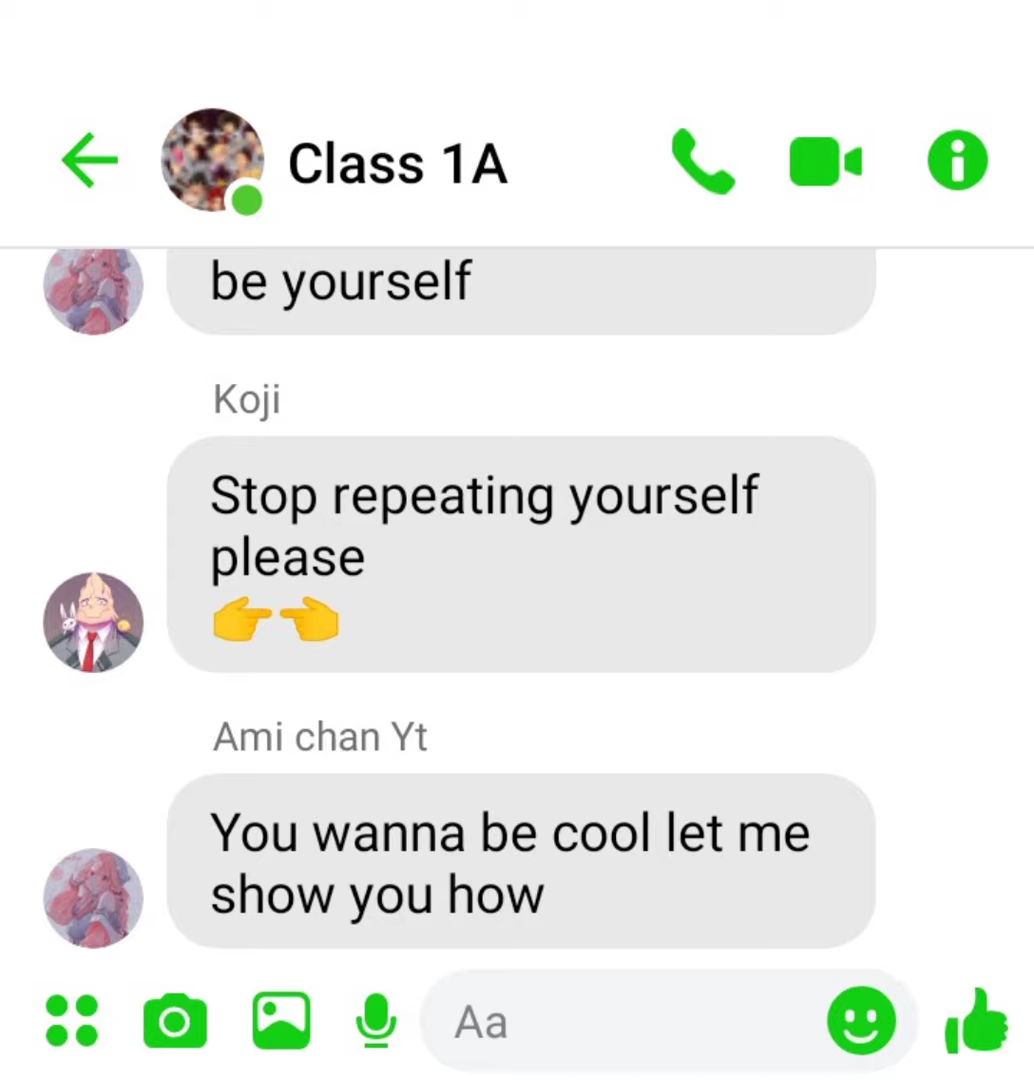 Class 1A
be yourself
Koji
Stop repeating yourself
please
👉👈
Ami chan Yt
You wanna be cool let me
show you how
Aa